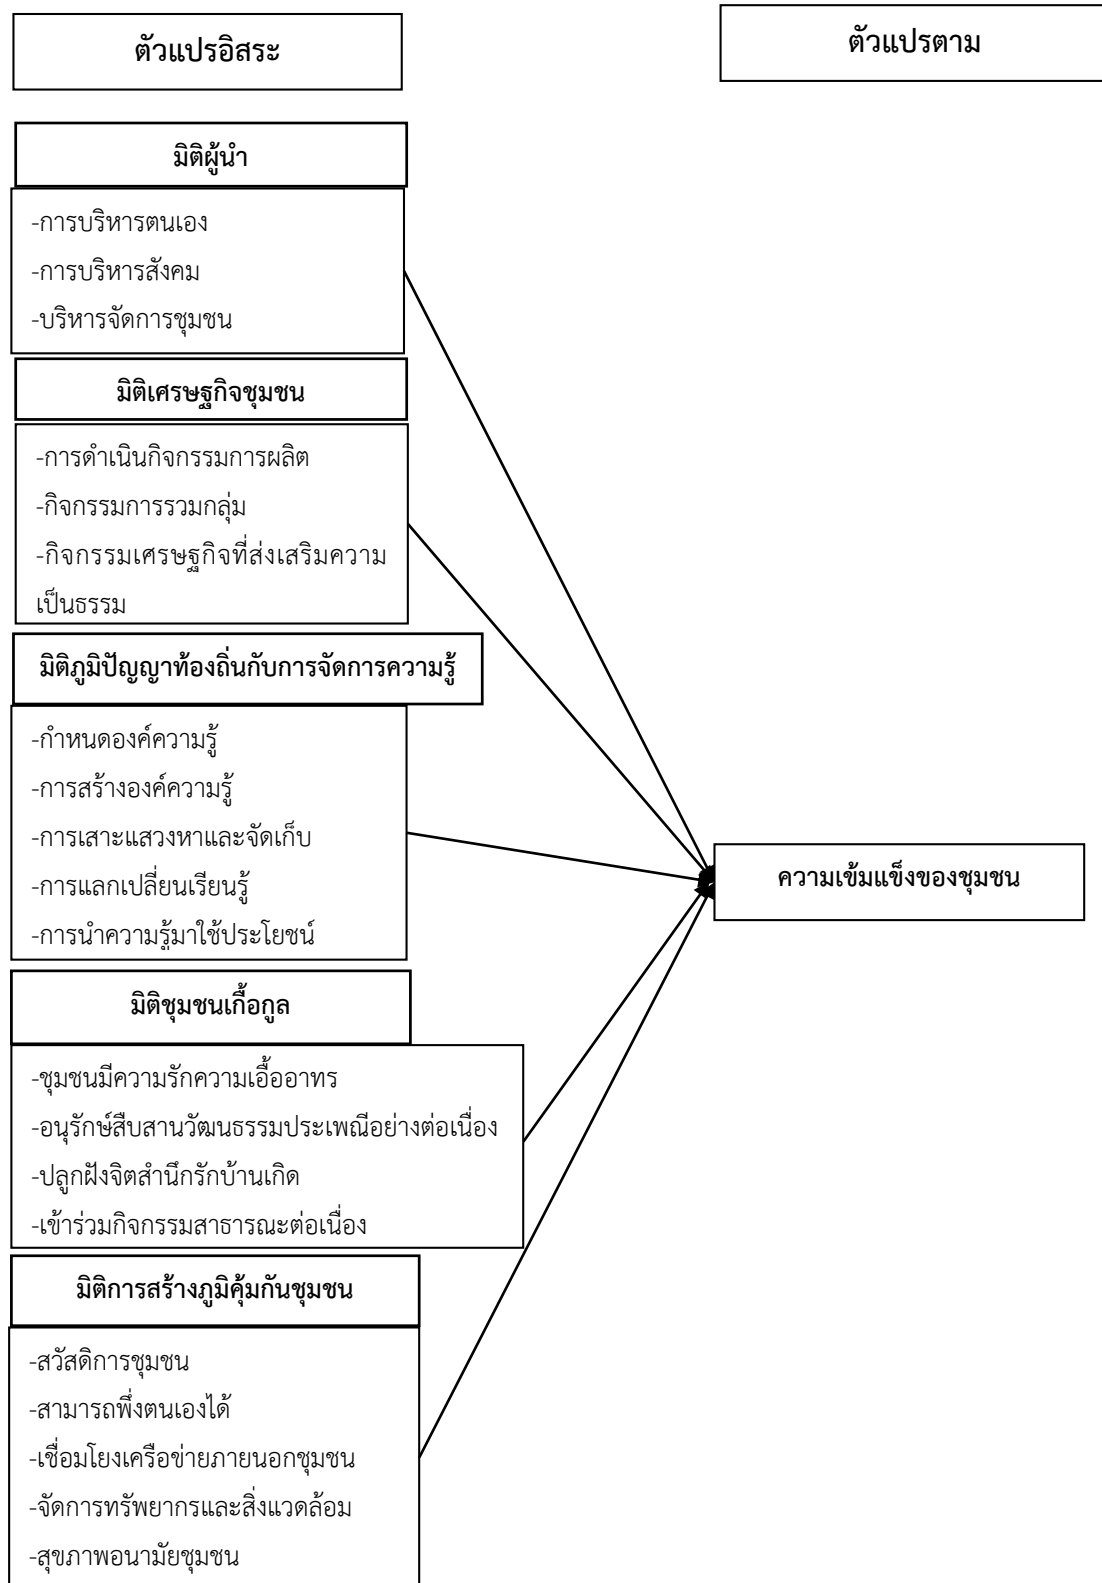 ตัวแปรอิสระ
ตัวแปรตาม
มิติผู้นำ
-การบริหารตนเอง
-การบริหารสังคม
-บริหารจัดการชุมชน
มิติเศรษฐกิจชุมชน
-การดำเนินกิจกรรมการผลิต
-กิจกรรมการรวมกลุ่ม
-กิจกรรมเศรษฐกิจที่ส่งเสริมความ
เป็นธรรม
มิติภูมิปัญญาท้องถิ่นกับการจัดการความรู้
-กำหนดองค์ความรู้
-การสร้างองค์ความรู้
-การเสาะแสวงหาและจัดเก็บ
-การแลกเปลี่ยนเรียนรู้
-การนำความรู้มาใช้ประโยชน์
ความเข้มแข็งของชุมชน
มิติชุมชนเกื้อกูล
-ชุมชนมีความรักความเอื้ออาทร
-อนุรักษ์สืบสานวัฒนธรรมประเพณีอย่างต่อเนื่อง
-ปลูกฝังจิตสำนึกรักบ้านเกิด
-เข้าร่วมกิจกรรมสาธารณะต่อเนื่อง
มิติการสร้างภูมิคุ้มกันชุมชน
-สวัสดิการชุมชน
-สามารถพึ่งตนเองได้
-เชื่อมโยงเครือข่ายภายนอกชุมชน
-จัดการทรัพยากรและสิ่งแวดล้อม
-สุขภาพอนามัยชุมชน